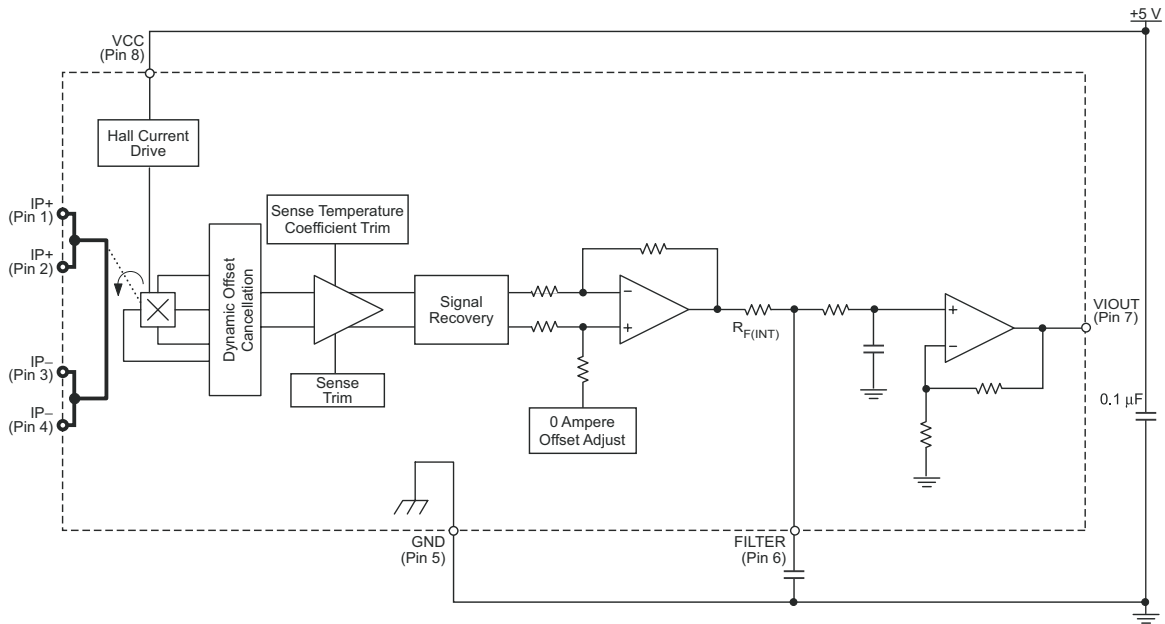 +5 V
VCC
(Pin 8)
Hall Current
Drive
IP+
(Pin 1)
IP+
(Pin 2)
IP−
(Pin 3)
IP−
(Pin 4)
Dynamic Offset
Cancellation
Sense Temperature
Coefficient Trim
Sense
Trim
Signal
Recovery
0 Ampere
Offset Adjust
−
+
RF(INT)
+
−
VIOUT
(Pin 7)
0.1 μF
GND
(Pin 5)
FILTER
(Pin 6)